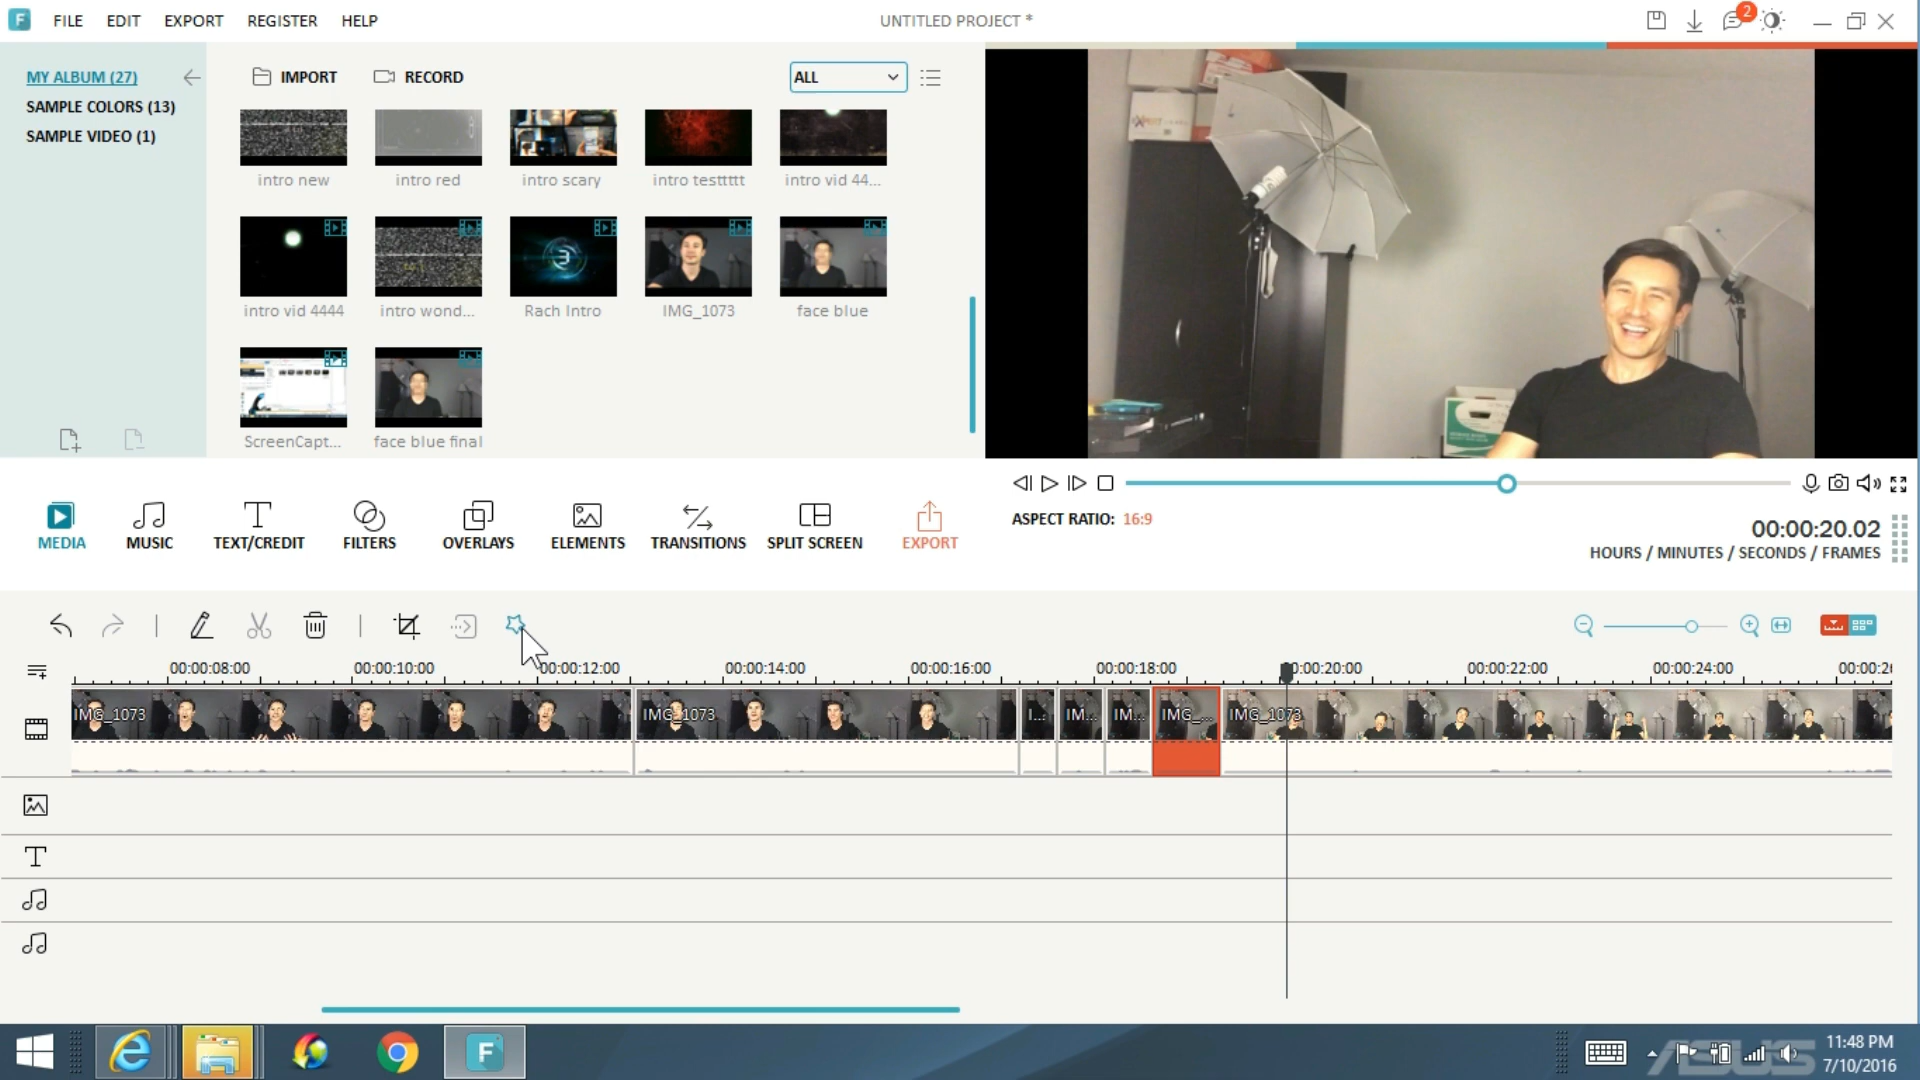 F FILE EDIT EXPORT REGISTER HELP
UNTITLED PROJECT *
2
MY ALBUM (27)
SAMPLE COLORS (13)
SAMPLE VIDEO (1)
IMPORT RECORD
ALL
intro new intro red intro scary intro testtttt intro vid 44...
intro vid 4444 intro wond... Rach Intro IMG_1073 face blue
3
ScreenCapt... face blue final
MEDIA MUSIC TEXT/CREDIT FILTERS OVERLAYS ELEMENTS TRANSITIONS SPLIT SCREEN EXPORT
ASPECT RATIO: 16:9
00:00:20.02
HOURS / MINUTES / SECONDS / FRAMES
00:00:08:00 00:00:10:00 00:00:12:00 00:00:14:00 00:00:16:00 00:00:18:00 00:00:20:00 00:00:22:00 00:00:24:00 00:00:2
IMG_1073 IMG_1073 I... IM... IM... IMG_... IMG_1073
F
ASUS
11:48 PM
7/10/2016